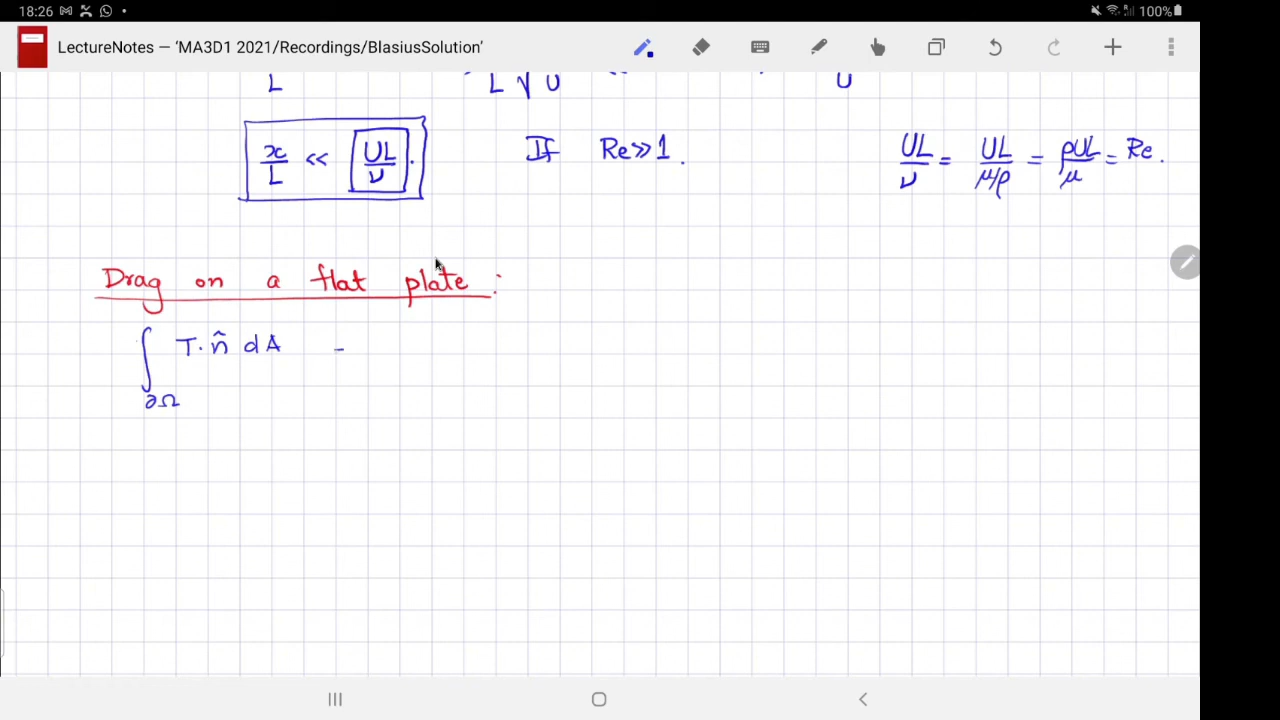 18:26 100%
LectureNotes — ‘MA3D1 2021/Recordings/BlasiusSolution’
L L √ U U
x/L << UL/ν . If Re≫1. UL/ν = UL/μ/ρ = ρUL/μ = Re.
Drag on a flat plate :
∫∂Ω T. n̂ dA -